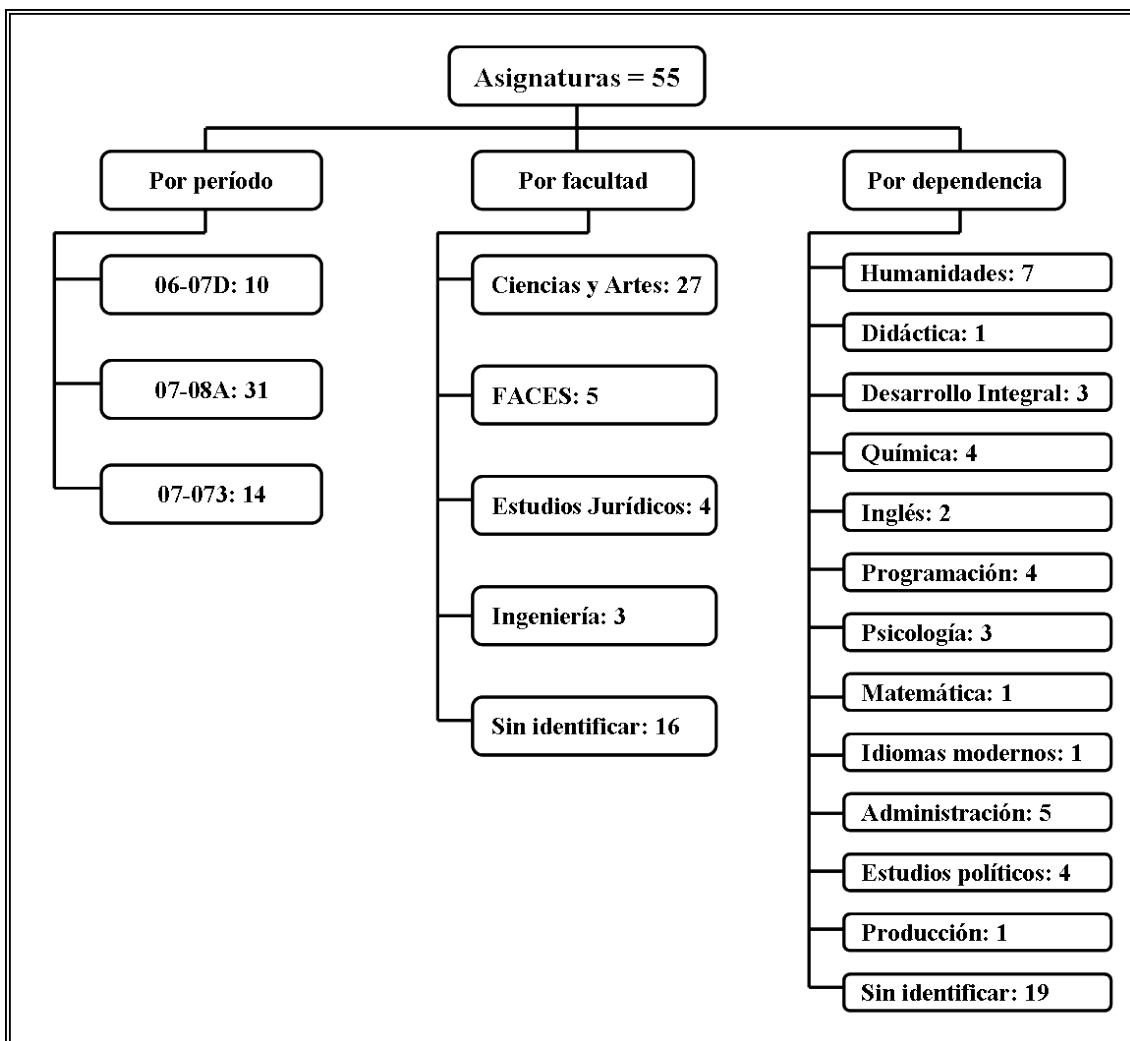 Asignaturas = 55
Por período
06-07D: 10
07-08A: 31
07-073: 14
Por facultad
Ciencias y Artes: 27
FACES: 5
Estudios Jurídicos: 4
Ingeniería: 3
Sin identificar: 16
Por dependencia
Humanidades: 7
Didáctica: 1
Desarrollo Integral: 3
Química: 4
Inglés: 2
Programación: 4
Psicología: 3
Matemática: 1
Idiomas modernos: 1
Administración: 5
Estudios políticos: 4
Producción: 1
Sin identificar: 19